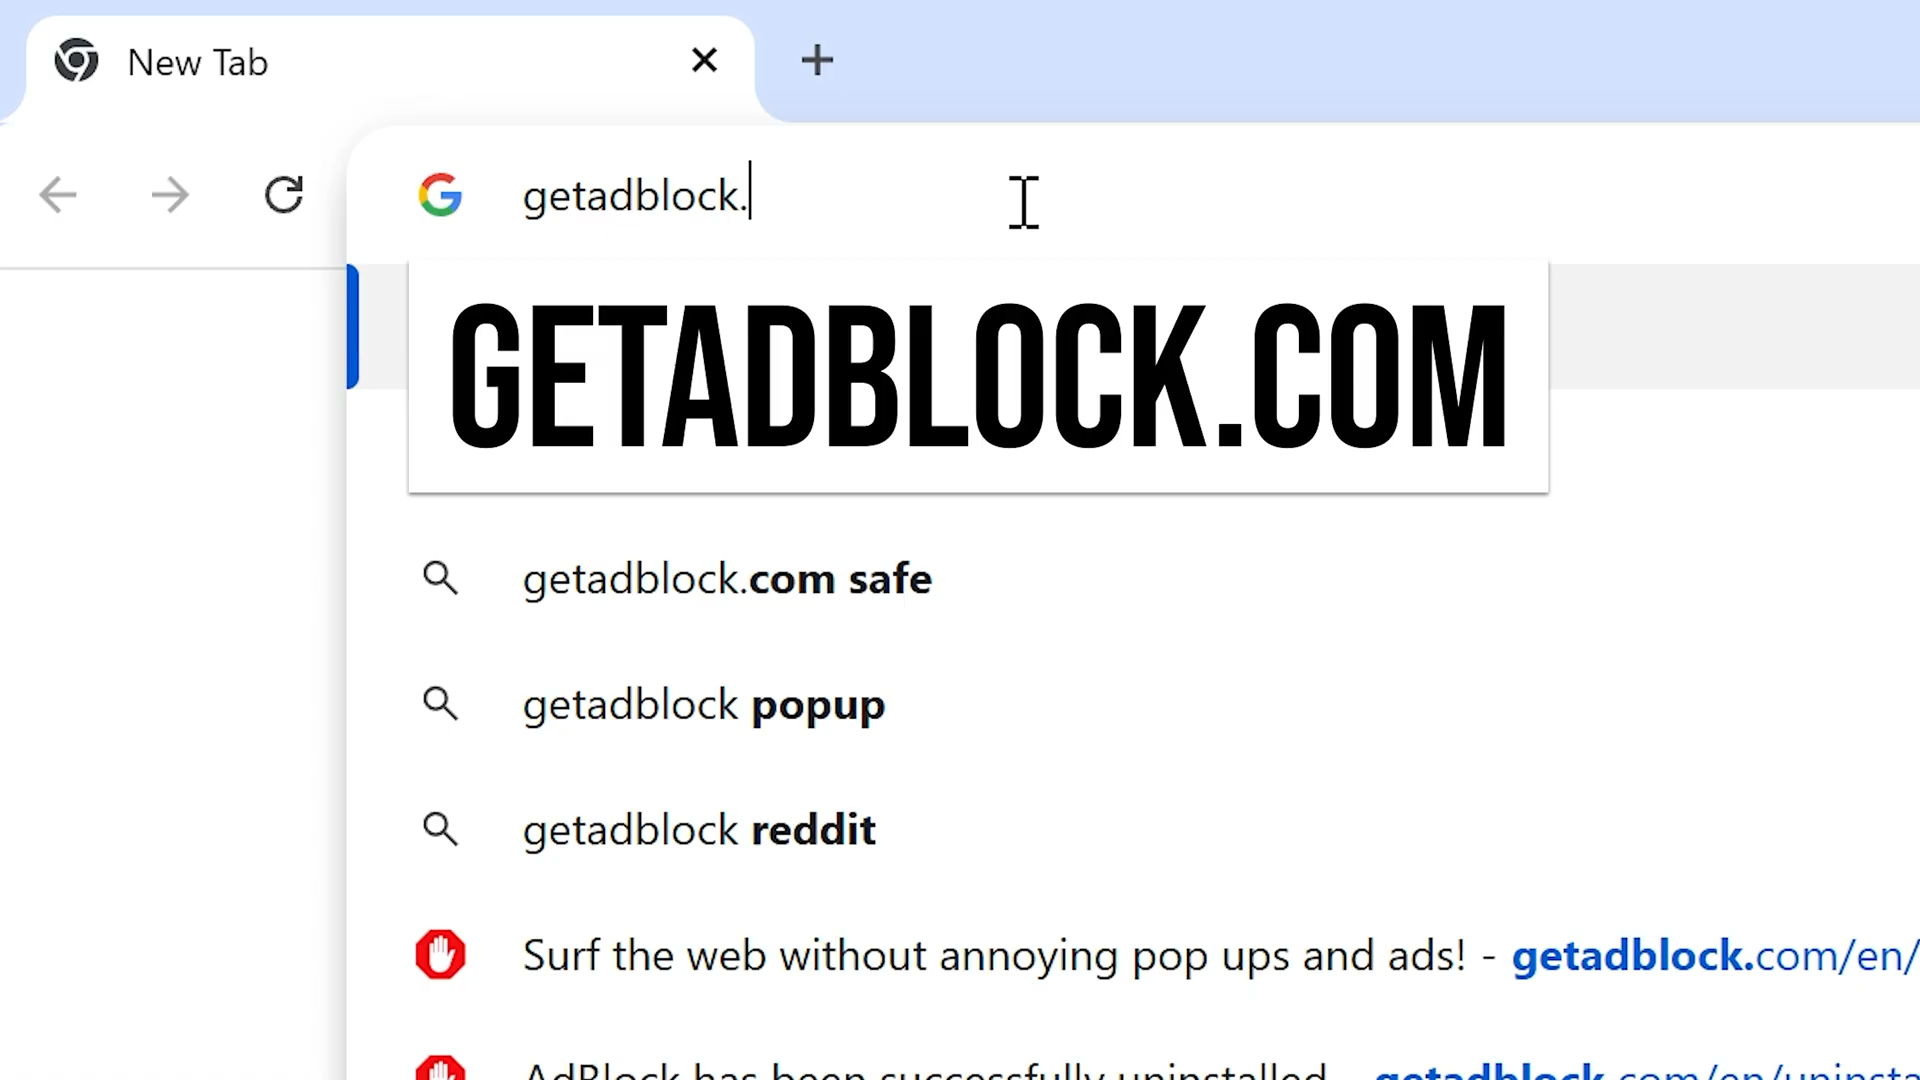 New Tab
getadblock.
GETADBLOCK.COM
getadblock.com safe
getadblock popup
getadblock reddit
Surf the web without annoying pop ups and ads! - getadblock.com/en/
AdBlock has been successfully uninstalled - getadblock.com/en/uninsta